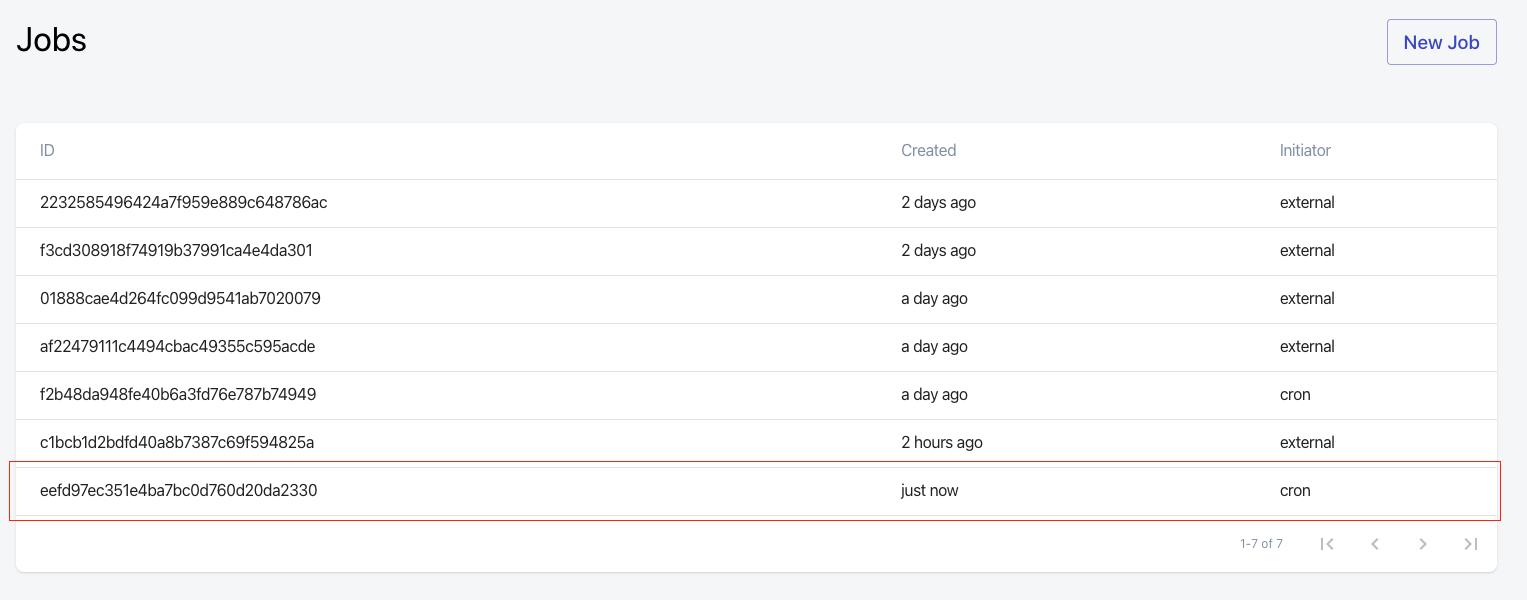 Jobs
New Job
ID Created Initiator
2232585496424a7f959e889c648786ac 2 days ago external
f3cd308918f74919b37991ca4e4da301 2 days ago external
01888cae4d264fc099d9541ab7020079 a day ago external
af22479111c4494cbac49355c595acde a day ago external
f2b48da948fe40b6a3fd76e787b74949 a day ago cron
c1bcb1d2bdfd40a8b7387c69f594825a 2 hours ago external
eefd97ec351e4ba7bc0d760d20da2330 just now cron
1-7 of 7